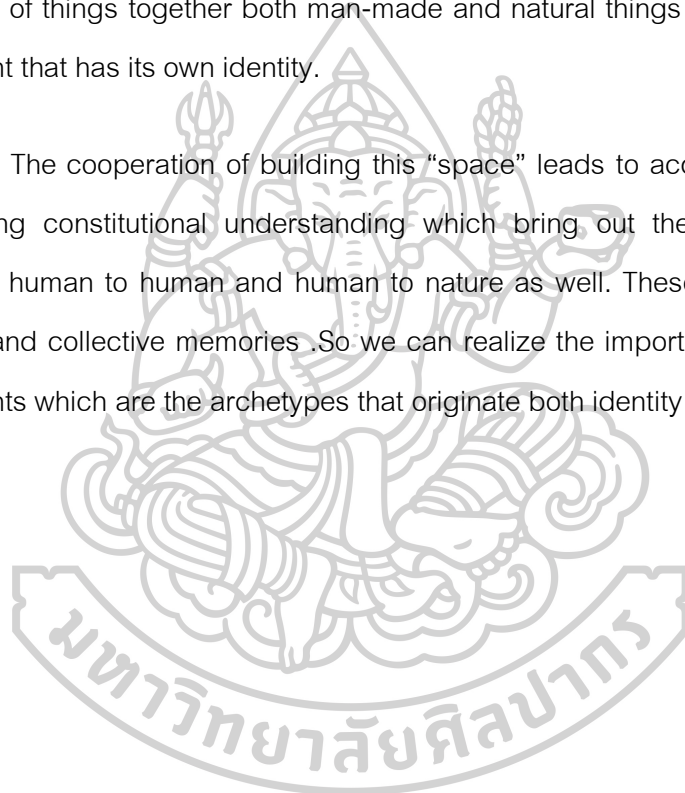 of things together both man-made and natural things
nt that has its own identity.
The cooperation of building this “space” leads to acc
ng constitutional understanding which bring out the
human to human and human to nature as well. These
and collective memories .So we can realize the import
nts which are the archetypes that originate both identity
มหาวิทยาลัยศิลปากร